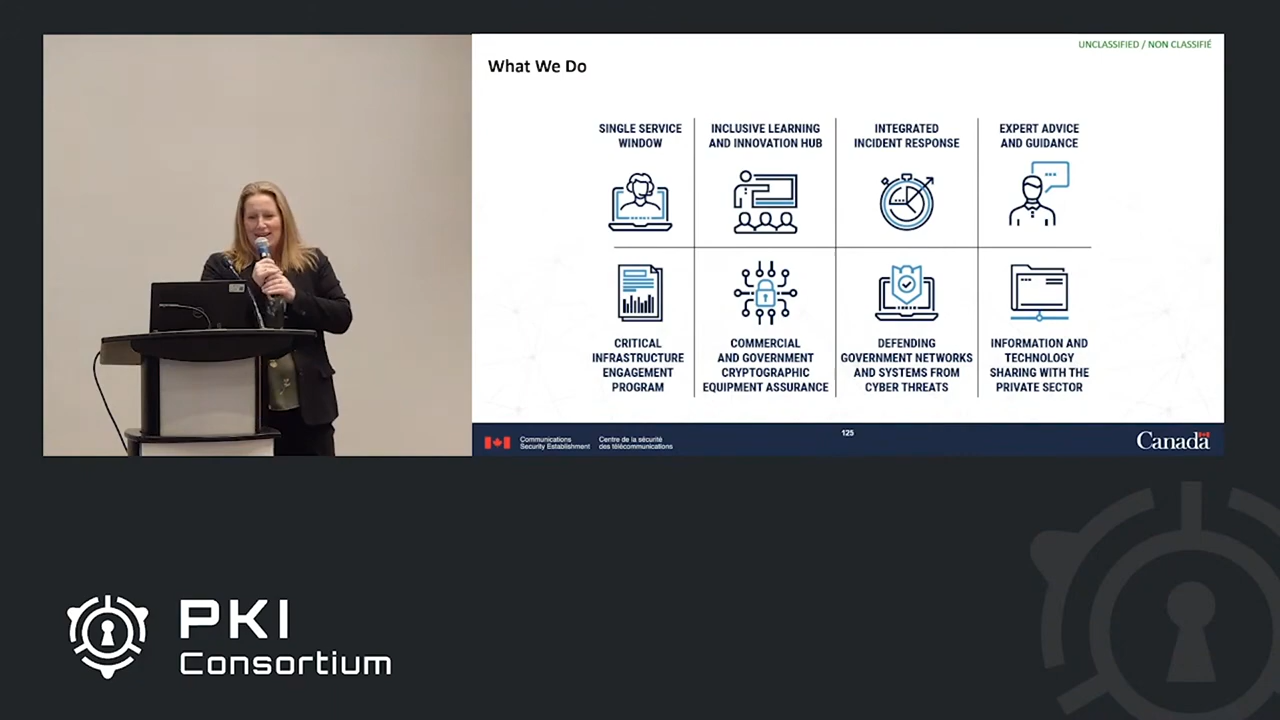 UNCLASSIFIED / NON CLASSIFIÉ
What We Do
SINGLE SERVICE
WINDOW
INCLUSIVE LEARNING
AND INNOVATION HUB
INTEGRATED
INCIDENT RESPONSE
EXPERT ADVICE
AND GUIDANCE
CRITICAL
INFRASTRUCTURE
ENGAGEMENT
PROGRAM
COMMERCIAL
AND GOVERNMENT
CRYPTOGRAPHIC
EQUIPMENT ASSURANCE
DEFENDING
GOVERNMENT NETWORKS
AND SYSTEMS FROM
CYBER THREATS
INFORMATION AND
TECHNOLOGY
SHARING WITH THE
PRIVATE SECTOR
Communications
Security Establishment
Centre de la sécurité
des télécommunications
125
Canada
PKI
Consortium